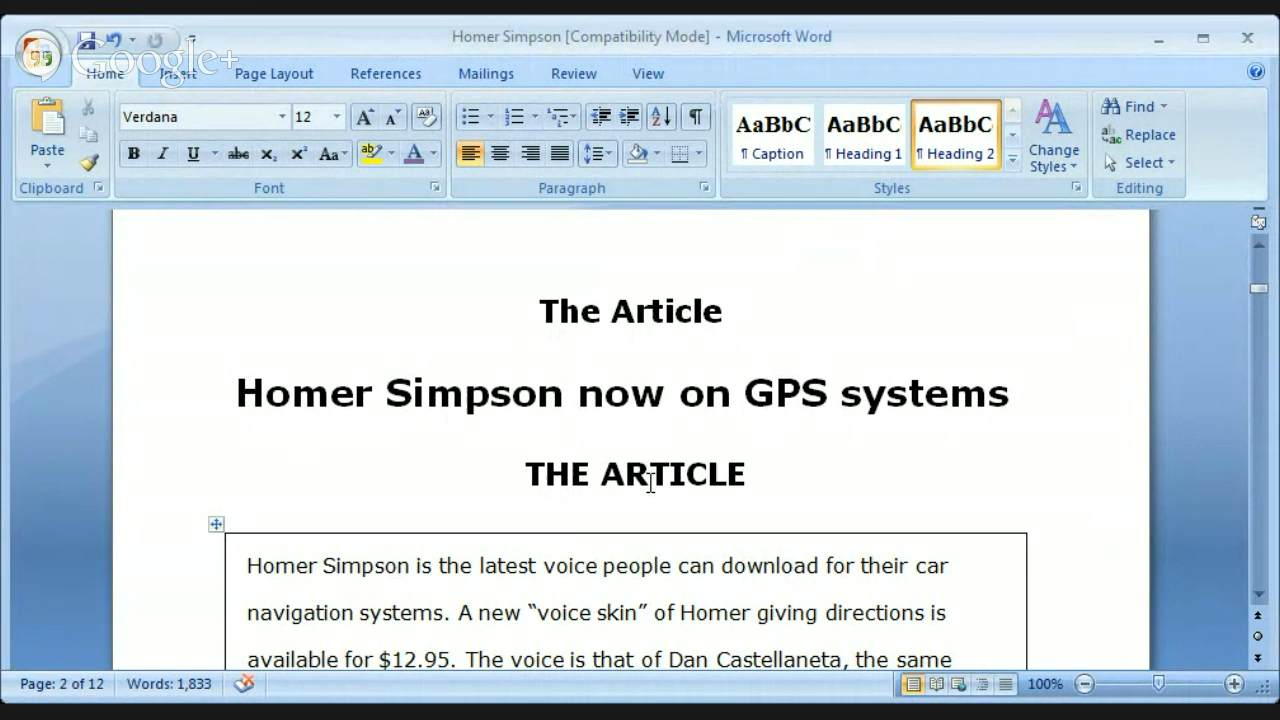 Homer Simpson [Compatibility Mode] - Microsoft Word
Google+
Home Insert Page Layout References Mailings Review View
Verdana 12
AaBbC AaBbC AaBbC
Paste
¶ Caption ¶ Heading 1 ¶ Heading 2
Change Styles
Find
Replace
Select
Clipboard Font Paragraph Styles Editing
The Article
Homer Simpson now on GPS systems
THE ARTICLE
Homer Simpson is the latest voice people can download for their car
navigation systems. A new “voice skin” of Homer giving directions is
available for $12.95. The voice is that of Dan Castellaneta, the same
Page: 2 of 12 Words: 1,833 100%